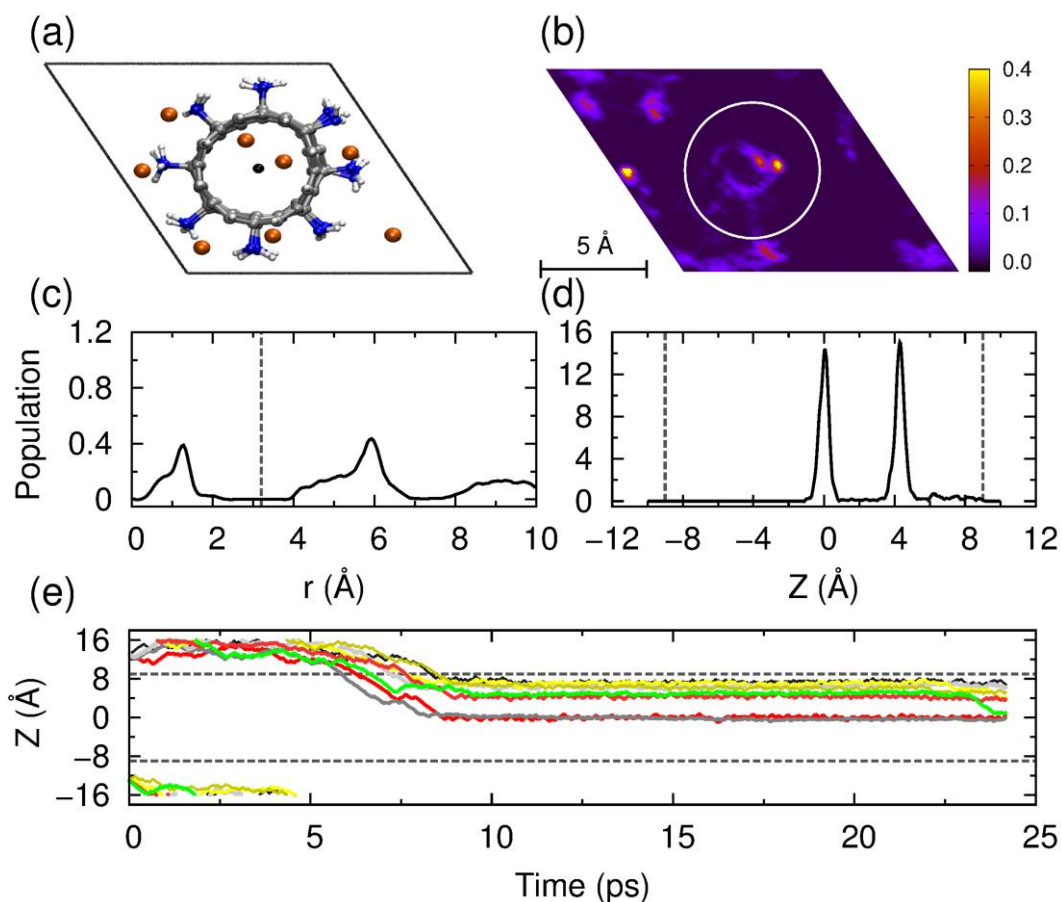 (a)
(b)
0.4
0.3
0.2
0.1
0.0
5 Å
(c)
(d)
Population
1.2
0.8
0.4
0
0 2 4 6 8 10
r (Å)
16
12
8
4
0
−12 −8 −4 0 4 8 12
Z (Å)
(e)
Z (Å)
16
8
0
−8
−16
0 5 10 15 20 25
Time (ps)